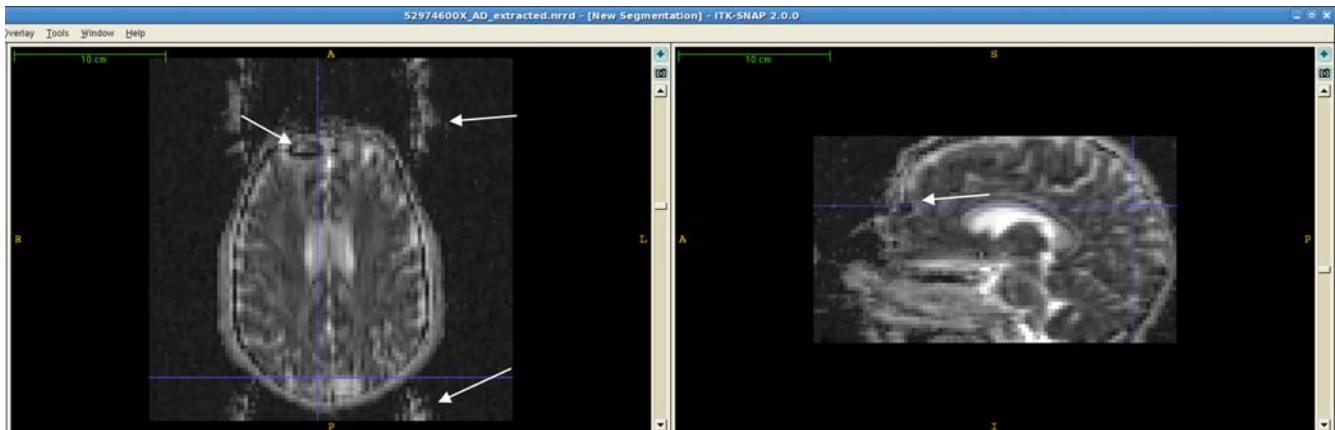 52974600X_AD_extracted.nrrd - [New Segmentation] - ITK-SNAP 2.0.0
Overlay Tools Window Help
10 cm
A
R
L
P
10 cm
S
A
P
I